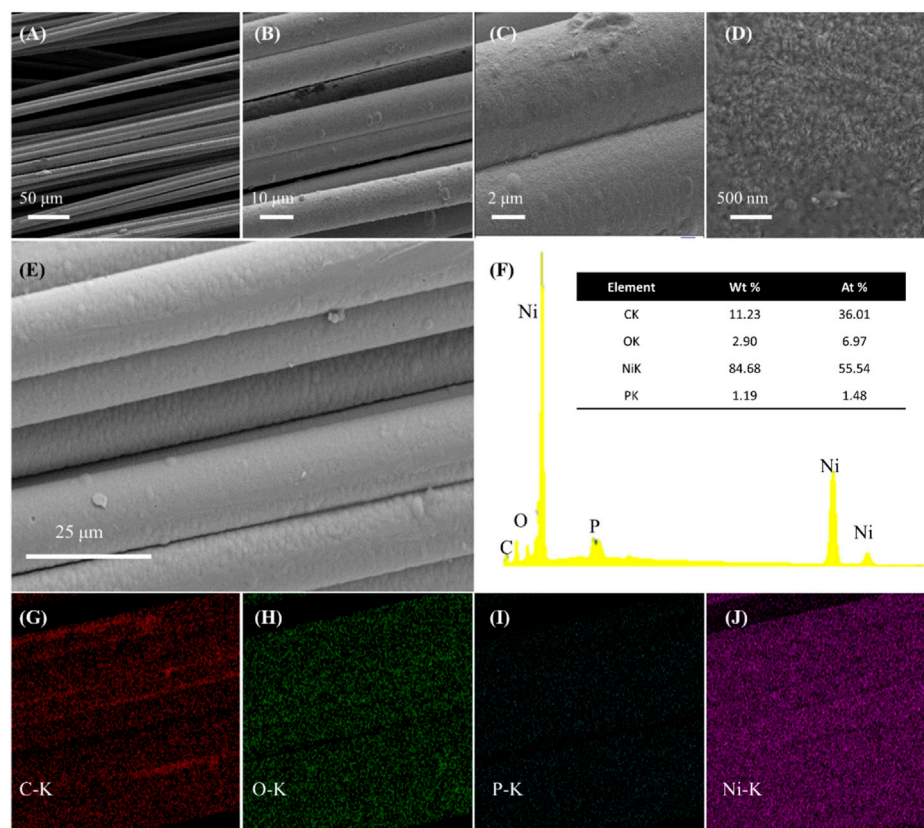 (A) (B) (C) (D)
50 μm 10 μm 2 μm 500 nm
(E) (F)
Element Wt % At %
CK 11.23 36.01
OK 2.90 6.97
NiK 84.68 55.54
PK 1.19 1.48
Ni
Ni
25 μm
O P Ni
C
(G) (H) (I) (J)
C-K O-K P-K Ni-K